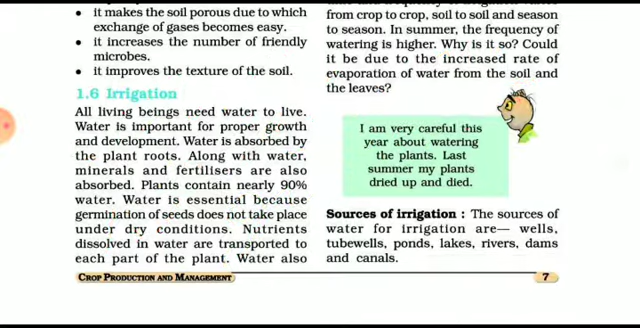 • it makes the soil porous due to which
exchange of gases becomes easy.
• it increases the number of friendly
microbes.
• it improves the texture of the soil.
1.6 Irrigation
All living beings need water to live.
Water is important for proper growth
and development. Water is absorbed by
the plant roots. Along with water,
minerals and fertilisers are also
absorbed. Plants contain nearly 90%
water. Water is essential because
germination of seeds does not take place
under dry conditions. Nutrients
dissolved in water are transported to
each part of the plant. Water also
from crop to crop, soil to soil and season
to season. In summer, the frequency of
watering is higher. Why is it so? Could
it be due to the increased rate of
evaporation of water from the soil and
the leaves?
I am very careful this
year about watering
the plants. Last
summer my plants
dried up and died.
Sources of irrigation : The sources of
water for irrigation are— wells,
tubewells, ponds, lakes, rivers, dams
and canals.
CROP PRODUCTION AND MANAGEMENT
7